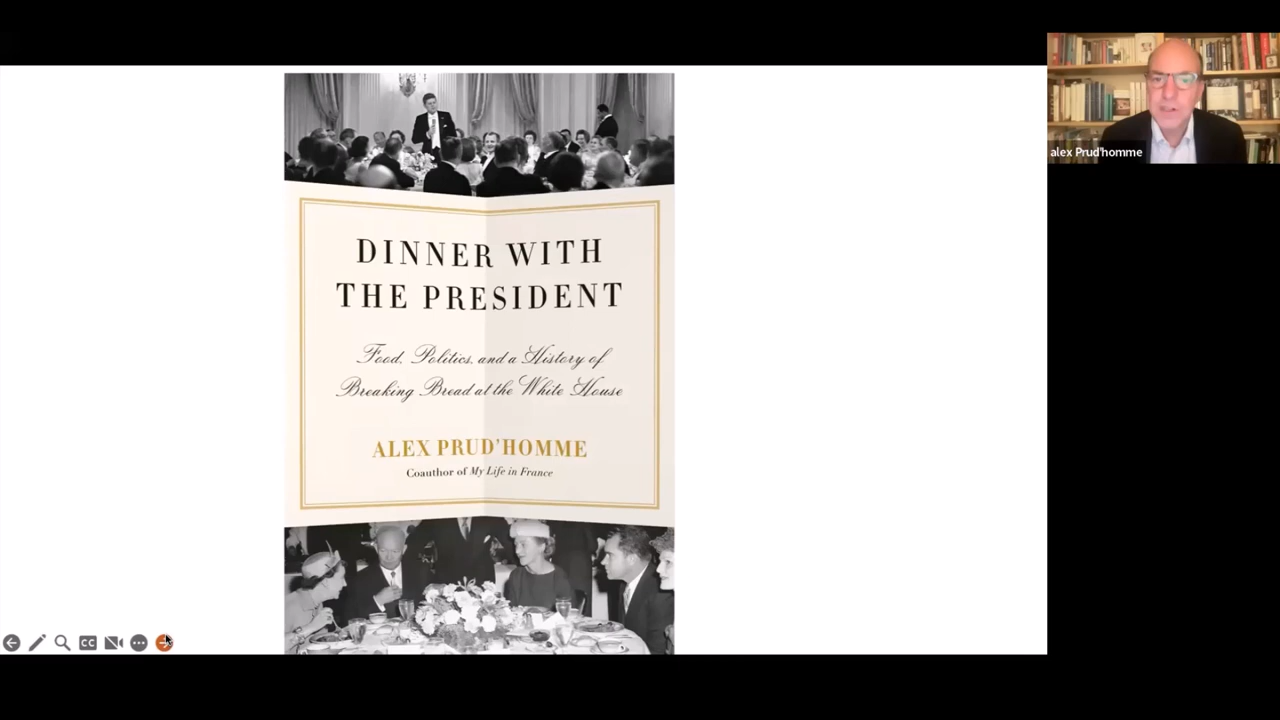 DINNER WITH
THE PRESIDENT
Food, Politics, and a History of
Breaking Bread at the White House
ALEX PRUD'HOMME
Coauthor of My Life in France
alex Prud'homme
CC